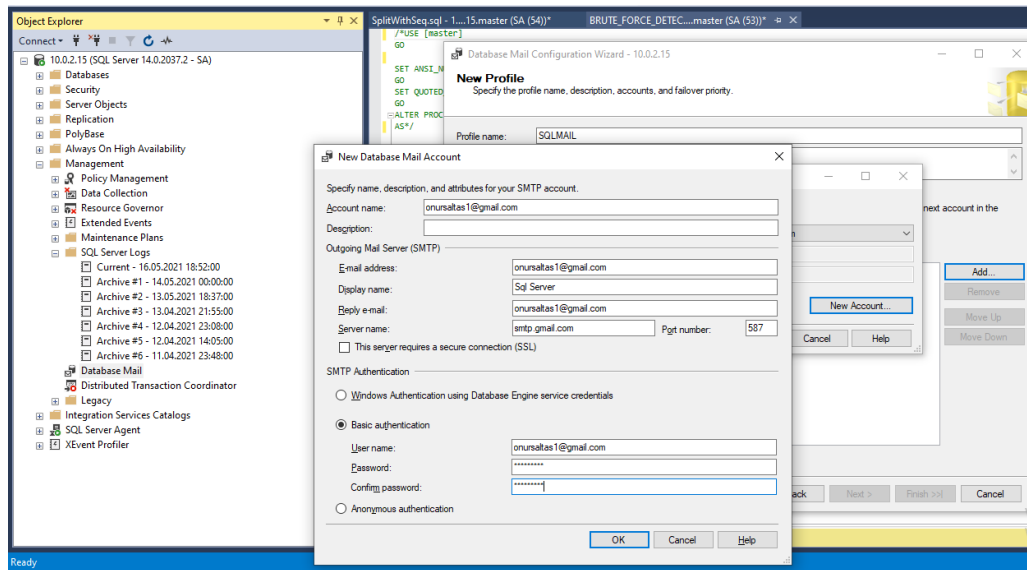 Object Explorer
Connect
10.0.2.15 (SQL Server 14.0.2037.2 - SA)
Databases
Security
Server Objects
Replication
PolyBase
Always On High Availability
Management
Policy Management
Data Collection
Resource Governor
Extended Events
Maintenance Plans
SQL Server Logs
Current - 16.05.2021 18:52:00
Archive #1 - 14.05.2021 00:00:00
Archive #2 - 13.05.2021 18:37:00
Archive #3 - 13.04.2021 21:55:00
Archive #4 - 12.04.2021 23:08:00
Archive #5 - 12.04.2021 14:05:00
Archive #6 - 11.04.2021 23:48:00
Database Mail
Distributed Transaction Coordinator
Legacy
Integration Services Catalogs
SQL Server Agent
XEvent Profiler
SplitWithSeq.sql - 1....15.master (SA (54))*
BRUTE_FORCE_DETEC....master (SA (53))*
/*USE [master]
GO
SET ANSI_N
GO
SET QUOTED
GO
ALTER PROC
AS*/
Database Mail Configuration Wizard - 10.0.2.15
New Profile
Specify the profile name, description, accounts, and failover priority.
Profile name: SQLMAIL
next account in the
Add...
Remove
Move Up
Move Down
New Account...
Cancel Help
ack Next > Finish >>| Cancel
New Database Mail Account
Specify name, description, and attributes for your SMTP account.
Account name: onursaltas1@gmail.com
Description:
Outgoing Mail Server (SMTP)
E-mail address: onursaltas1@gmail.com
Display name: Sql Server
Reply e-mail: onursaltas1@gmail.com
Server name: smtp.gmail.com Port number: 587
This server requires a secure connection (SSL)
SMTP Authentication
Windows Authentication using Database Engine service credentials
Basic authentication
User name: onursaltas1@gmail.com
Password: *********
Confirm password: *********
Anonymous authentication
OK Cancel Help
Ready